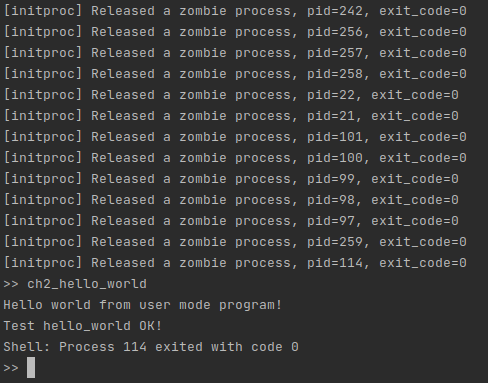 [initproc] Released a zombie process, pid=242, exit_code=0
[initproc] Released a zombie process, pid=256, exit_code=0
[initproc] Released a zombie process, pid=257, exit_code=0
[initproc] Released a zombie process, pid=258, exit_code=0
[initproc] Released a zombie process, pid=22, exit_code=0
[initproc] Released a zombie process, pid=21, exit_code=0
[initproc] Released a zombie process, pid=101, exit_code=0
[initproc] Released a zombie process, pid=100, exit_code=0
[initproc] Released a zombie process, pid=99, exit_code=0
[initproc] Released a zombie process, pid=98, exit_code=0
[initproc] Released a zombie process, pid=97, exit_code=0
[initproc] Released a zombie process, pid=259, exit_code=0
[initproc] Released a zombie process, pid=114, exit_code=0
>> ch2_hello_world
Hello world from user mode program!
Test hello_world OK!
Shell: Process 114 exited with code 0
>>